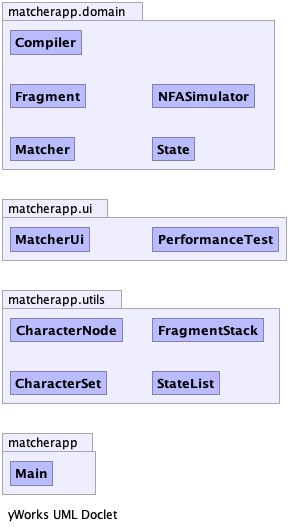 matcherapp.domain
Compiler
Fragment NFASimulator
Matcher State
matcherapp.ui
MatcherUi PerformanceTest
matcherapp.utils
CharacterNode FragmentStack
CharacterSet StateList
matcherapp
Main
yWorks UML Doclet